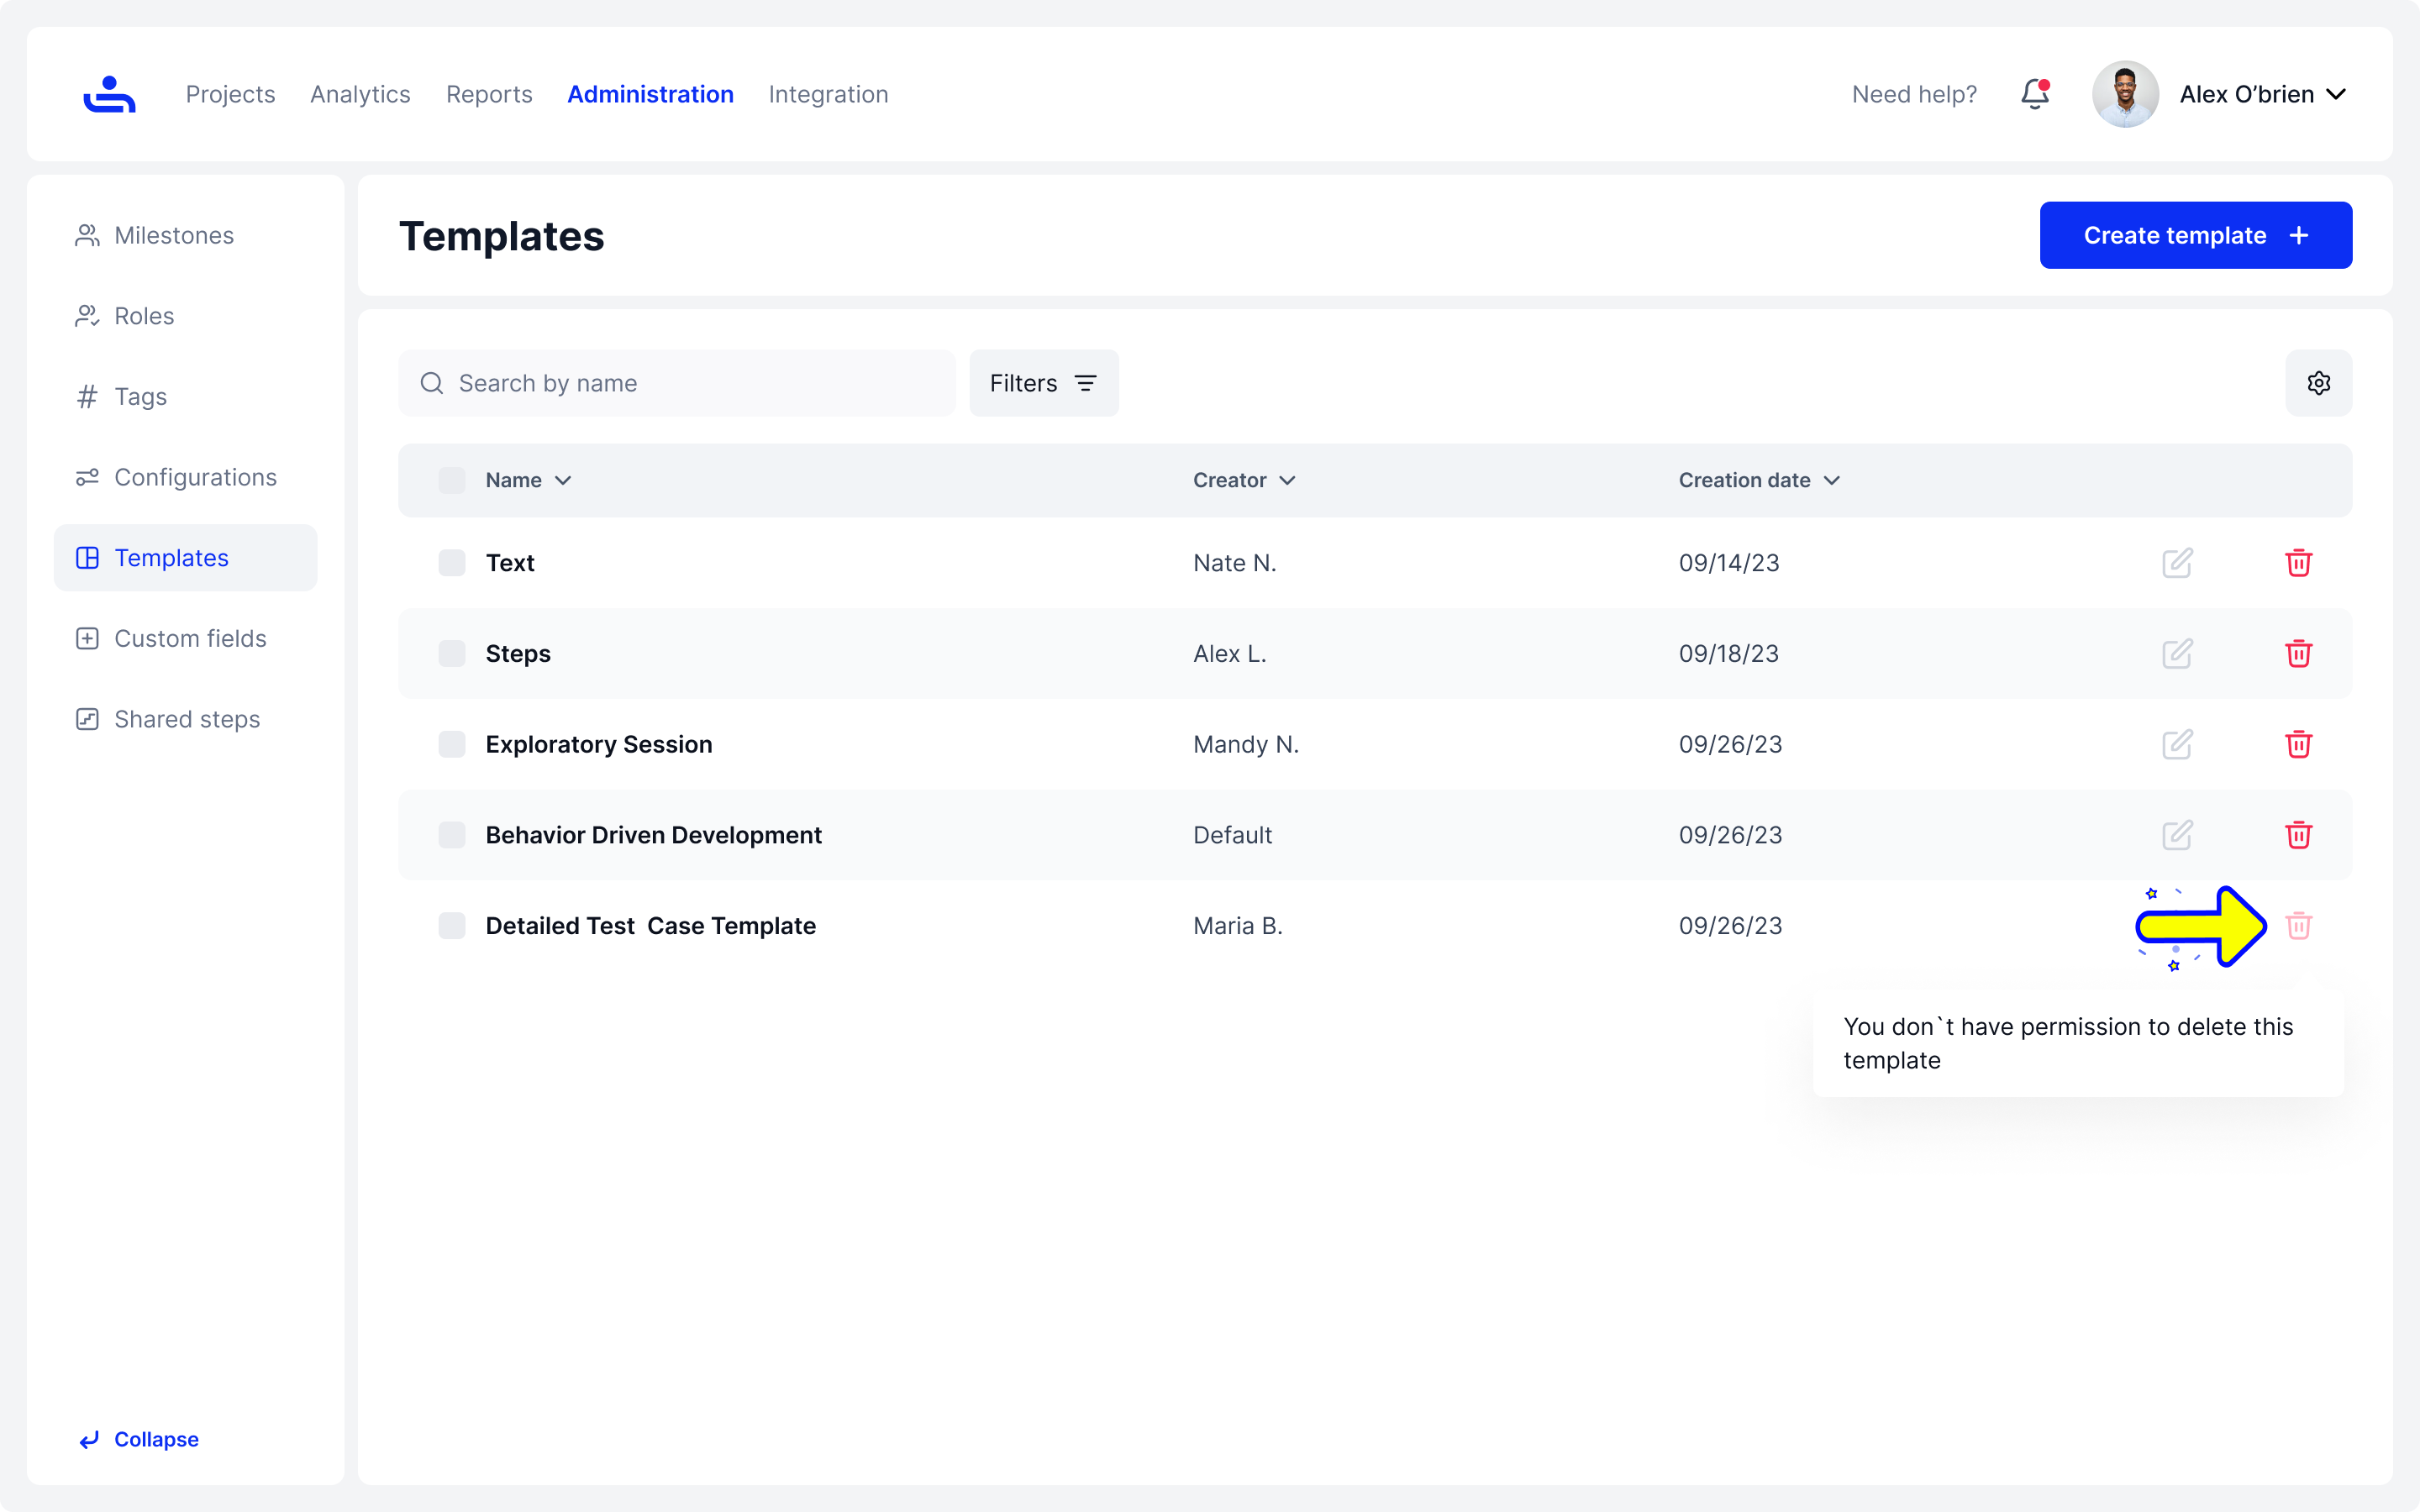 Projects Analytics Reports Administration Integration Need help? Alex O’brien
Milestones
Roles
Tags
Configurations
Templates
Custom fields
Shared steps
Collapse
Templates Create template
Search by name Filters
Name Creator Creation date
Text Nate N. 09/14/23
Steps Alex L. 09/18/23
Exploratory Session Mandy N. 09/26/23
Behavior Driven Development Default 09/26/23
Detailed Test  Case Template Maria B. 09/26/23
You don`t have permission to delete this
template